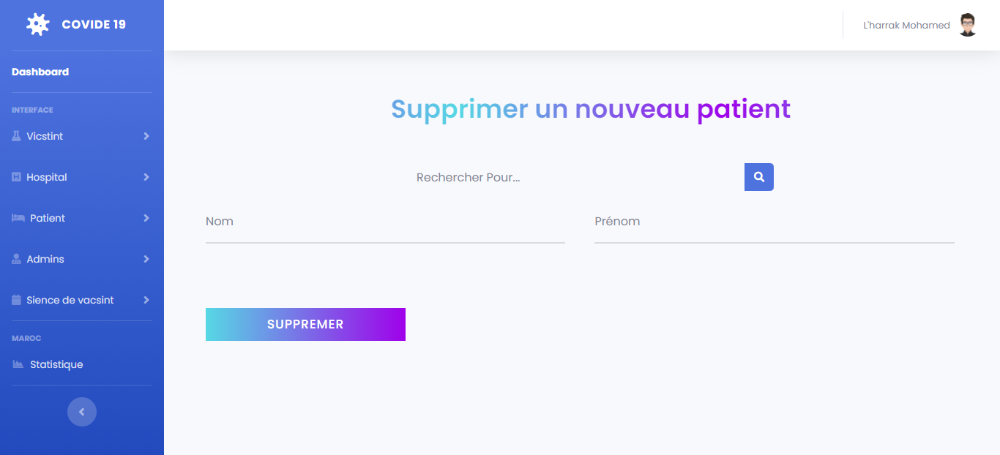 COVIDE 19
L'harrak Mohamed
Dashboard
INTERFACE
Vicstint
Hospital
Patient
Admins
Sience de vacsint
MAROC
Statistique
Supprimer un nouveau patient
Rechercher Pour...
Nom
Prénom
SUPPREMER